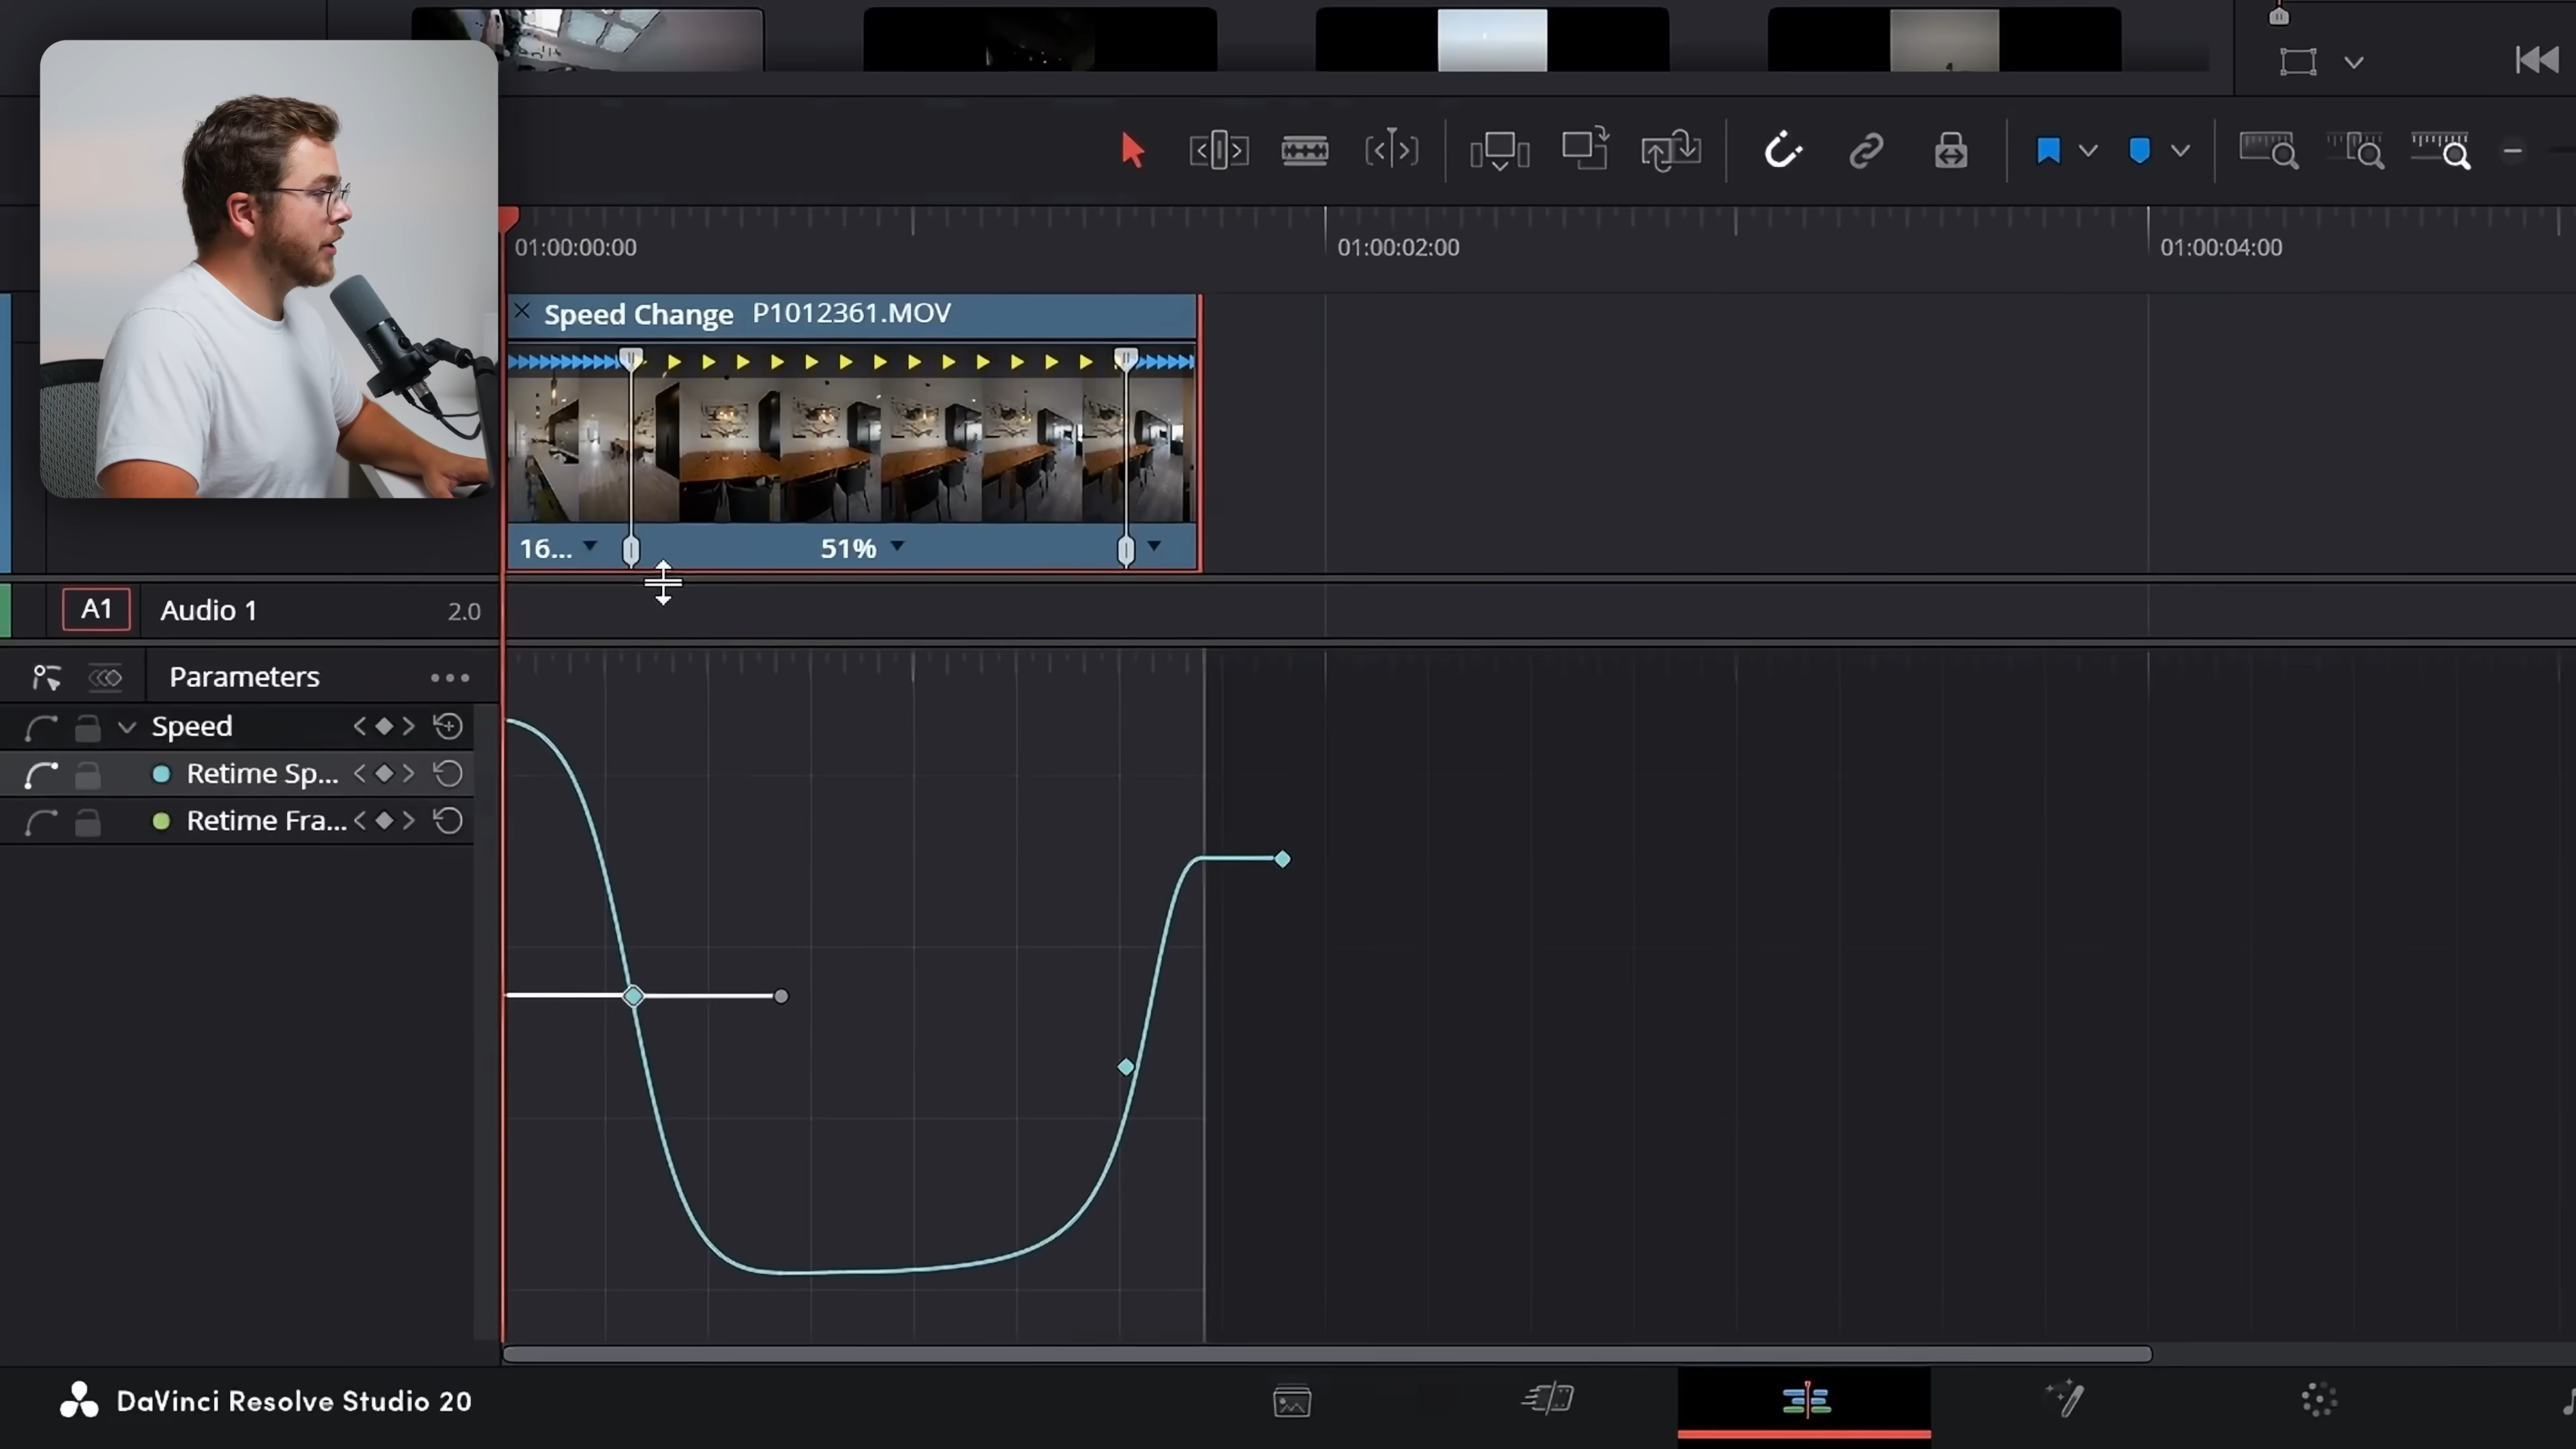 01:00:00:00
01:00:02:00
01:00:04:00
Speed Change P1012361.MOV
16...
51%
A1
Audio 1
2.0
Parameters
Speed
Retime Sp...
Retime Fra...
DaVinci Resolve Studio 20